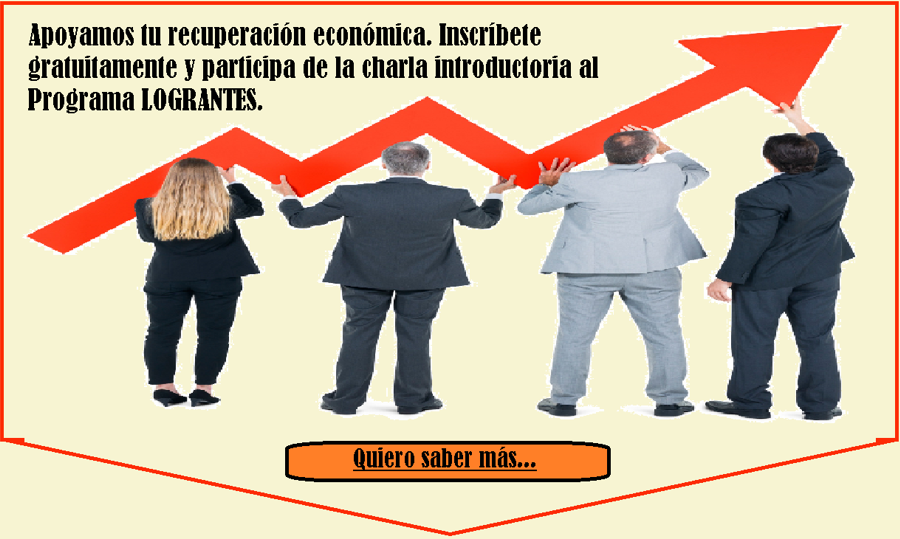 Apoyamos tu recuperación económica. Inscríbete
gratuitamente y participa de la charla introductoria al
Programa LOGRANTES.
Quiero saber más...